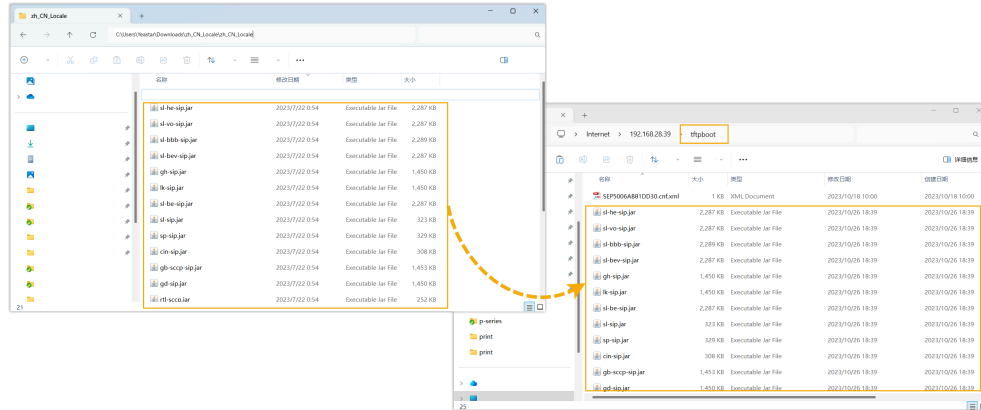 zh_CN_Locale
C:\Users\Yeastar\Downloads\zh_CN_Locale\zh_CN_Locale
名称 修改日期 类型 大小
sl-he-sip.jar 2023/7/22 0:54 Executable Jar File 2,287 KB
sl-vo-sip.jar 2023/7/22 0:54 Executable Jar File 2,287 KB
sl-bbb-sip.jar 2023/7/22 0:54 Executable Jar File 2,289 KB
sl-bev-sip.jar 2023/7/22 0:54 Executable Jar File 2,287 KB
gh-sip.jar 2023/7/22 0:54 Executable Jar File 1,450 KB
lk-sip.jar 2023/7/22 0:54 Executable Jar File 1,450 KB
sl-be-sip.jar 2023/7/22 0:54 Executable Jar File 2,287 KB
sl-sip.jar 2023/7/22 0:54 Executable Jar File 323 KB
sp-sip.jar 2023/7/22 0:54 Executable Jar File 329 KB
cin-sip.jar 2023/7/22 0:54 Executable Jar File 308 KB
gb-sccp-sip.jar 2023/7/22 0:54 Executable Jar File 1,453 KB
gd-sip.jar 2023/7/22 0:54 Executable Jar File 1,450 KB
rtl-sccp.jar 2023/7/22 0:54 Executable Jar File 252 KB
21
Internet 192.168.28.39 tftpboot
详细信息
名称 大小 类型 修改日期 创建日期
SEP5006AB91DD30.cnf.xml 1 KB XML Document 2023/10/18 10:00 2023/10/18 10:00
sl-he-sip.jar 2,287 KB Executable Jar File 2023/10/26 18:39 2023/10/26 18:39
sl-vo-sip.jar 2,287 KB Executable Jar File 2023/10/26 18:39 2023/10/26 18:39
sl-bbb-sip.jar 2,289 KB Executable Jar File 2023/10/26 18:39 2023/10/26 18:39
sl-bev-sip.jar 2,287 KB Executable Jar File 2023/10/26 18:39 2023/10/26 18:39
gh-sip.jar 1,450 KB Executable Jar File 2023/10/26 18:39 2023/10/26 18:39
lk-sip.jar 1,450 KB Executable Jar File 2023/10/26 18:39 2023/10/26 18:39
sl-be-sip.jar 2,287 KB Executable Jar File 2023/10/26 18:39 2023/10/26 18:39
sl-sip.jar 323 KB Executable Jar File 2023/10/26 18:39 2023/10/26 18:39
sp-sip.jar 329 KB Executable Jar File 2023/10/26 18:39 2023/10/26 18:39
cin-sip.jar 308 KB Executable Jar File 2023/10/26 18:39 2023/10/26 18:39
gb-sccp-sip.jar 1,453 KB Executable Jar File 2023/10/26 18:39 2023/10/26 18:39
gd-sip.jar 1,450 KB Executable Jar File 2023/10/26 18:39 2023/10/26 18:39
p-series
print
print
25